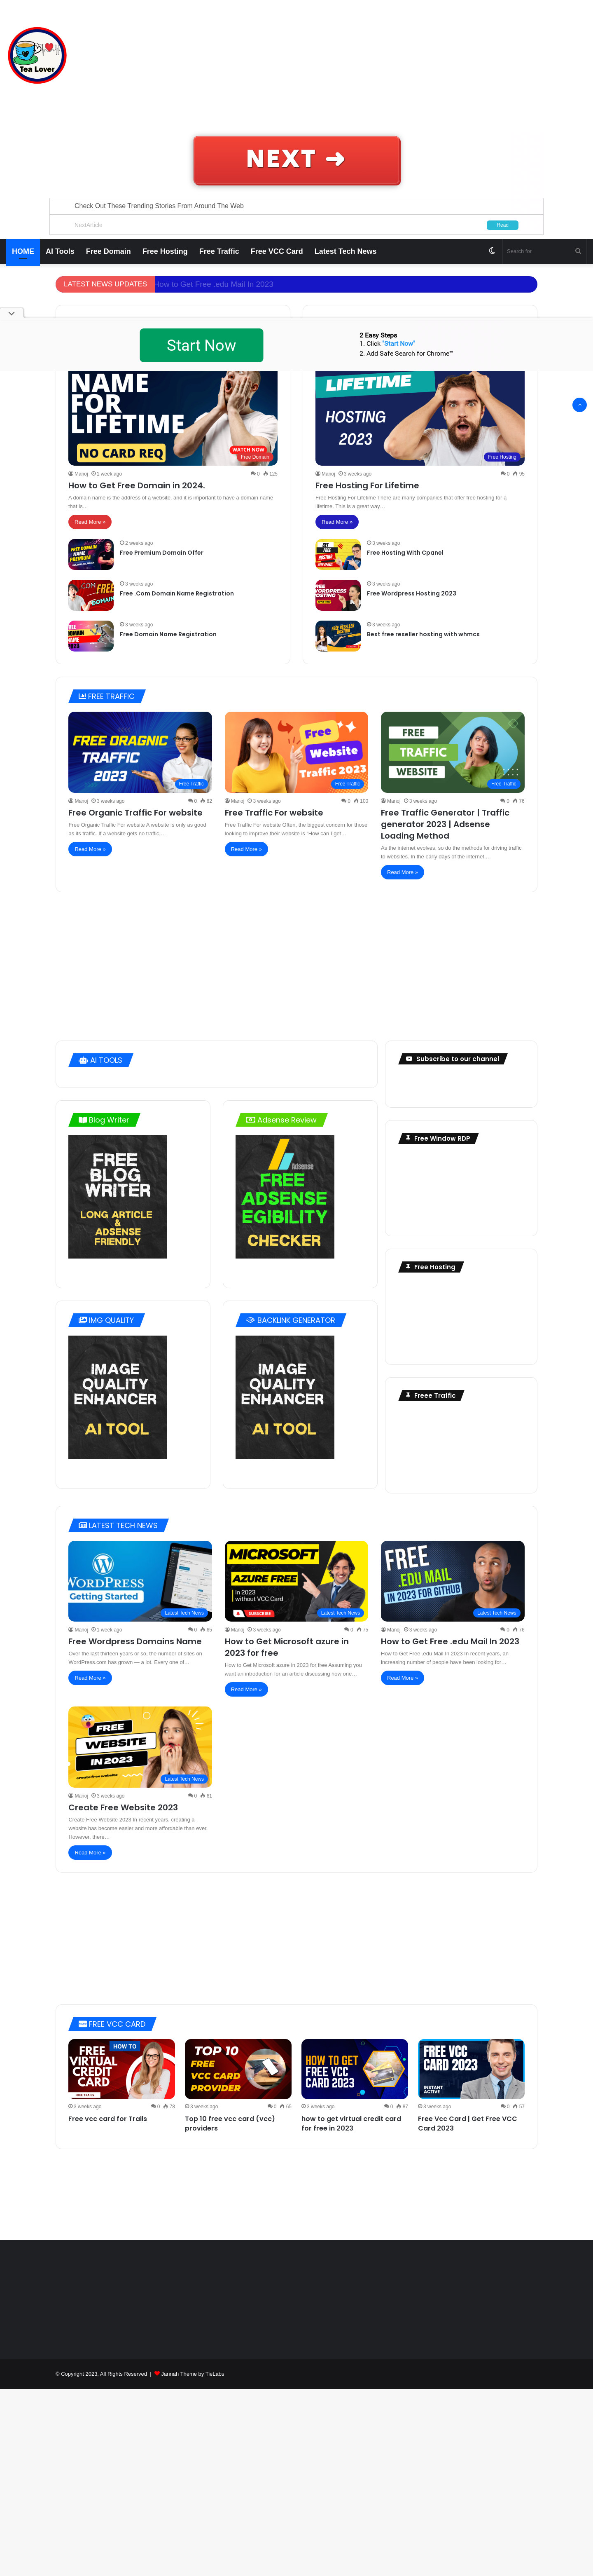 Tea Lover
NEXT ➜
Check Out These Trending Stories From Around The Web
NextArticle
Read
HOME
AI Tools
Free Domain
Free Hosting
Free Traffic
Free VCC Card
Latest Tech News
Search for
LATEST NEWS UPDATES
How to Get Free .edu Mail In 2023
Start Now
2 Easy Steps
1. Click "Start Now"
2. Add Safe Search for Chrome™
NAME
FOR
LIFETIME
NO CARD REQ
WATCH NOW
Free Domain
Manoj 1 week ago 0 125
How to Get Free Domain in 2024.
A domain name is the address of a website, and it is important to have a domain name
that is…
Read More »
2 weeks ago
Free Premium Domain Offer
3 weeks ago
Free .Com Domain Name Registration
3 weeks ago
Free Domain Name Registration
LIFETIME
HOSTING
2023
Free Hosting
Manoj 3 weeks ago 0 95
Free Hosting For Lifetime
Free Hosting For Lifetime There are many companies that offer free hosting for a
lifetime. This is a great way…
Read More »
3 weeks ago
Free Hosting With Cpanel
3 weeks ago
Free Wordpress Hosting 2023
3 weeks ago
Best free reseller hosting with whmcs
FREE TRAFFIC
FREE ORAGNIC
TRAFFIC
2023
Free Traffic
Manoj 3 weeks ago 0 82
Free Organic Traffic For website
Free Organic Traffic For website A website is only as good
as its traffic. If a website gets no traffic,…
Read More »
Free
Website
Traffic 2023
Free Traffic
Manoj 3 weeks ago 0 100
Free Traffic For website
Free Traffic For website Often, the biggest concern for those
looking to improve their website is "How can I get…
Read More »
FREE
TRAFFIC
WEBSITE
Free Traffic
Manoj 3 weeks ago 0 76
Free Traffic Generator | Traffic
generator 2023 | Adsense
Loading Method
As the internet evolves, so do the methods for driving traffic
to websites. In the early days of the internet,…
Read More »
AI TOOLS
Subscribe to our channel
Blog Writer
FREE
BLOG
WRITER
LONG ARTICLE
&
ADSENSE
FRIENDLY
Adsense Review
Adsense
FREE
ADSENSE
EGIBILITY
CHECKER
Free Window RDP
Free Hosting
IMG QUALITY
IMAGE
QUALITY
ENHANCER
AI TOOL
BACKLINK GENERATOR
IMAGE
QUALITY
ENHANCER
AI TOOL
Freee Traffic
LATEST TECH NEWS
WORDPRESS
Getting Started
Latest Tech News
Manoj 1 week ago 0 65
Free Wordpress Domains Name
Over the last thirteen years or so, the number of sites on
WordPress.com has grown — a lot. Every one of…
Read More »
MICROSOFT
AZURE FREE
In 2023
without VCC Card
SUBSCRIBE
Latest Tech News
Manoj 3 weeks ago 0 75
How to Get Microsoft azure in
2023 for free
How to Get Microsoft azure in 2023 for free Assuming you
want an introduction for an article discussing how one…
Read More »
FREE
.EDU MAIL
IN 2023 FOR GITHUB
Latest Tech News
Manoj 3 weeks ago 0 76
How to Get Free .edu Mail In 2023
How to Get Free .edu Mail In 2023 In recent years, an
increasing number of people have been looking for…
Read More »
FREE
WEBSITE
IN 2023
Latest Tech News
Manoj 3 weeks ago 0 61
Create Free Website 2023
Create Free Website 2023 In recent years, creating a
website has become easier and more affordable than ever.
However, there…
Read More »
FREE VCC CARD
HOW TO
FREE
VIRTUAL
CREDIT
CARD
FREE TRAILS
3 weeks ago 0 76
Free vcc card for Trails
TOP 10
FREE
VCC CARD
PROVIDER
3 weeks ago 0 65
Top 10 free vcc card (vcc)
providers
HOW TO GET
FREE VCC
CARD 2023
3 weeks ago 0 67
how to get virtual credit card
for free in 2023
FREE VCC
CARD 2023
INSTANT
ACTIVE
3 weeks ago 0 57
Free Vcc Card | Get Free VCC
Card 2023
© Copyright 2023, All Rights Reserved | Jannah Theme by TieLabs